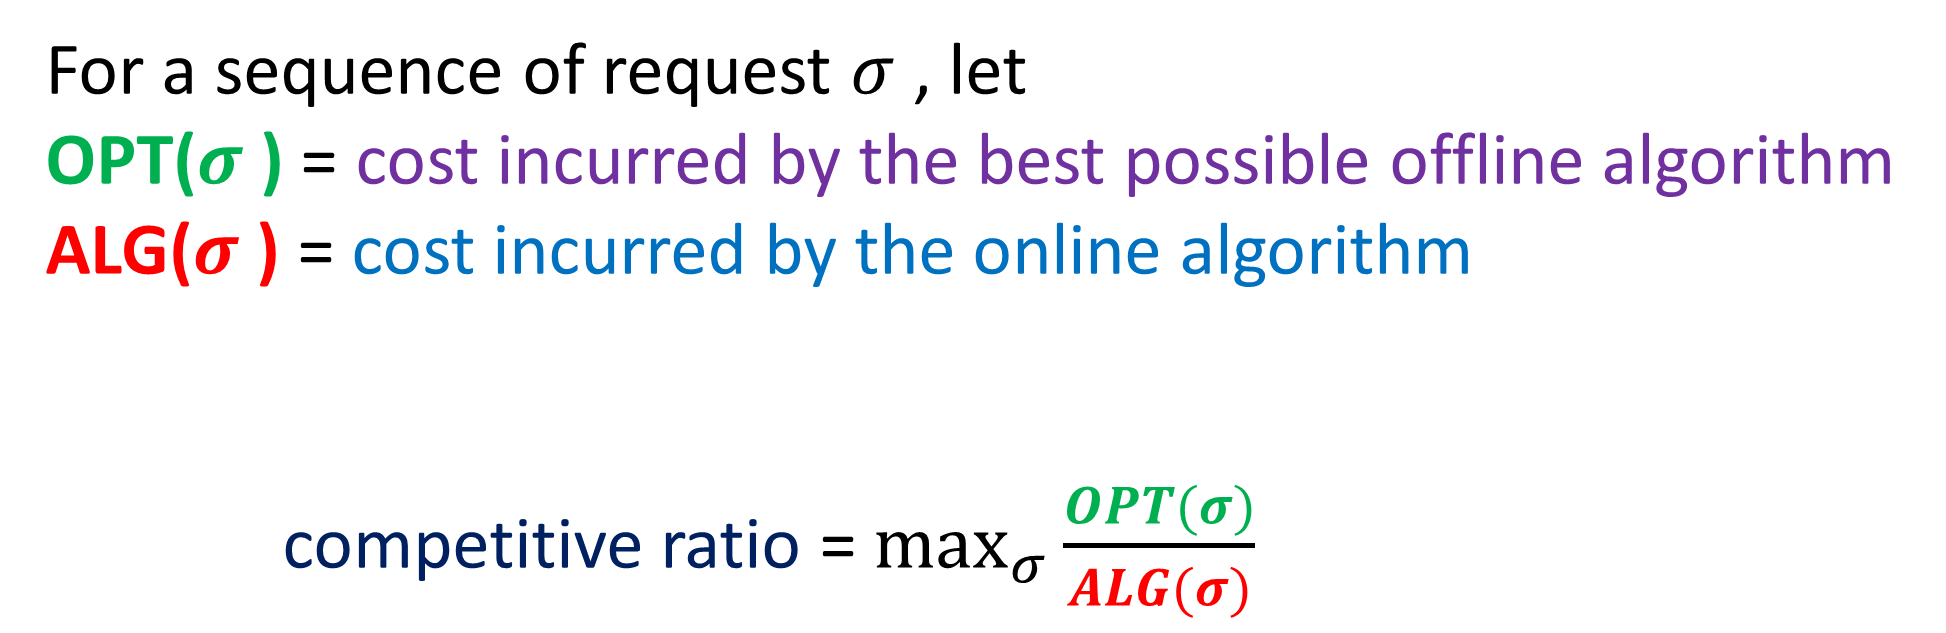 For a sequence of request σ , let
OPT(σ ) = cost incurred by the best possible offline algorithm
ALG(σ ) = cost incurred by the online algorithm
competitive ratio = max_σ OPT(σ)/ALG(σ)